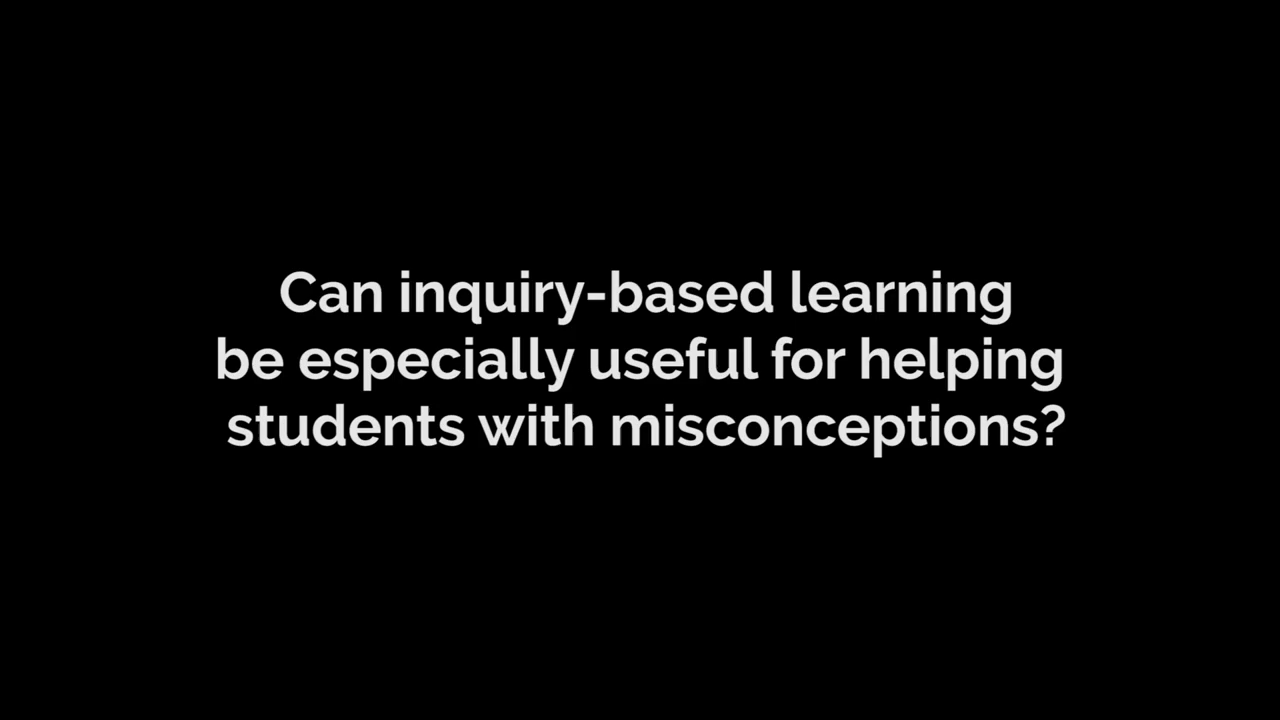 Can inquiry-based learning
be especially useful for helping
students with misconceptions?